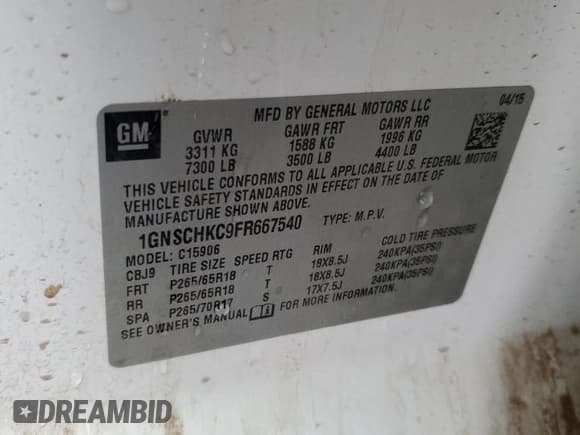 MFD BY GENERAL MOTORS LLC 04/15
GM
GVWR GAWR FRT GAWR RR
3311 KG 1588 KG 1996 KG
7300 LB 3500 LB 4400 LB
THIS VEHICLE CONFORMS TO ALL APPLICABLE U.S. FEDERAL MOTOR
VEHICLE SAFETY STANDARDS IN EFFECT ON THE DATE OF
MANUFACTURE SHOWN ABOVE.
1GNSCHKC9FR667540 TYPE: M.P.V.
MODEL: C15906
CBJ9 TIRE SIZE SPEED RTG RIM COLD TIRE PRESSURE
FRT P265/65R18 T 18X8.5J 240KPA(35PSI)
RR P265/65R18 T 18X8.5J 240KPA(35PSI)
SPA P265/70R17 S 17X7.5J 240KPA(35PSI)
SEE OWNER'S MANUAL FOR MORE INFORMATION.
DREAMBID